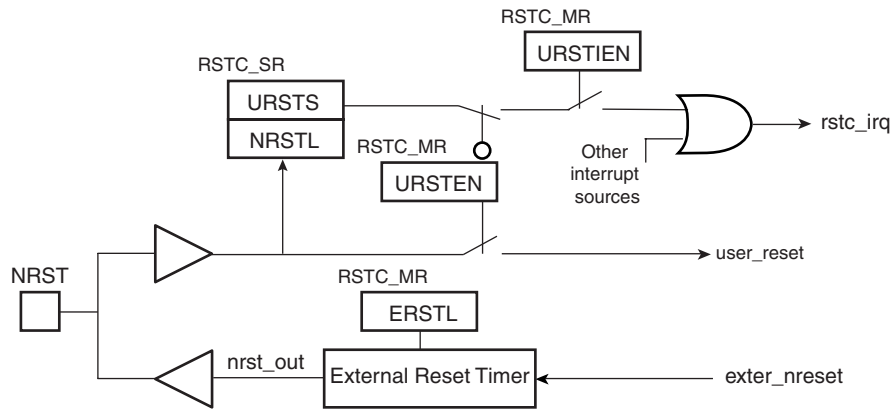 RSTC_MR
URSTIEN
RSTC_SR
URSTS
NRSTL
rstc_irq
RSTC_MR
Other
interrupt
sources
URSTEN
user_reset
NRST
RSTC_MR
ERSTL
nrst_out
External Reset Timer
exter_nreset